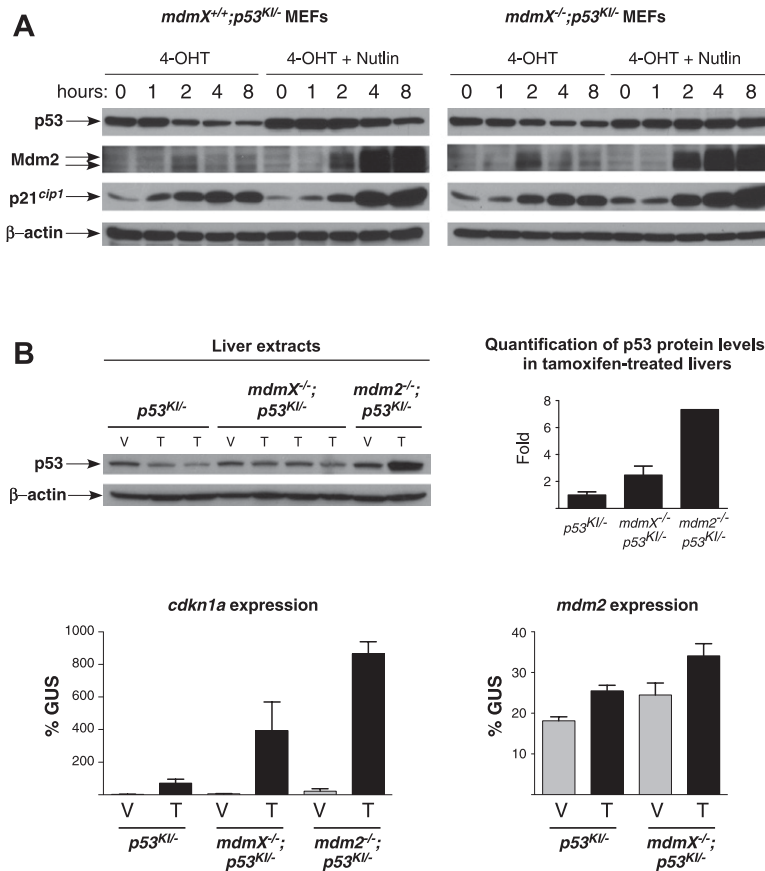 A
mdmX+/+;p53KI/- MEFs
mdmX-/-;p53KI/- MEFs
4-OHT 4-OHT + Nutlin 4-OHT 4-OHT + Nutlin
hours: 0 1 2 4 8 0 1 2 4 8 0 1 2 4 8 0 1 2 4 8
p53
Mdm2
p21cip1
β–actin
B
Liver extracts
p53KI/-
mdmX-/-;
p53KI/-
mdm2-/-;
p53KI/-
V T T V T T T V T
p53
β–actin
Quantification of p53 protein levels
in tamoxifen-treated livers
Fold
8
6
4
2
p53KI/-
mdmX-/-
p53KI/-
mdm2-/-
p53KI/-
cdkn1a expression
% GUS
1000
800
600
400
200
V T V T V T
p53KI/-
mdmX-/-;
p53KI/-
mdm2-/-;
p53KI/-
mdm2 expression
% GUS
40
30
20
10
V T V T
p53KI/-
mdmX-/-;
p53KI/-